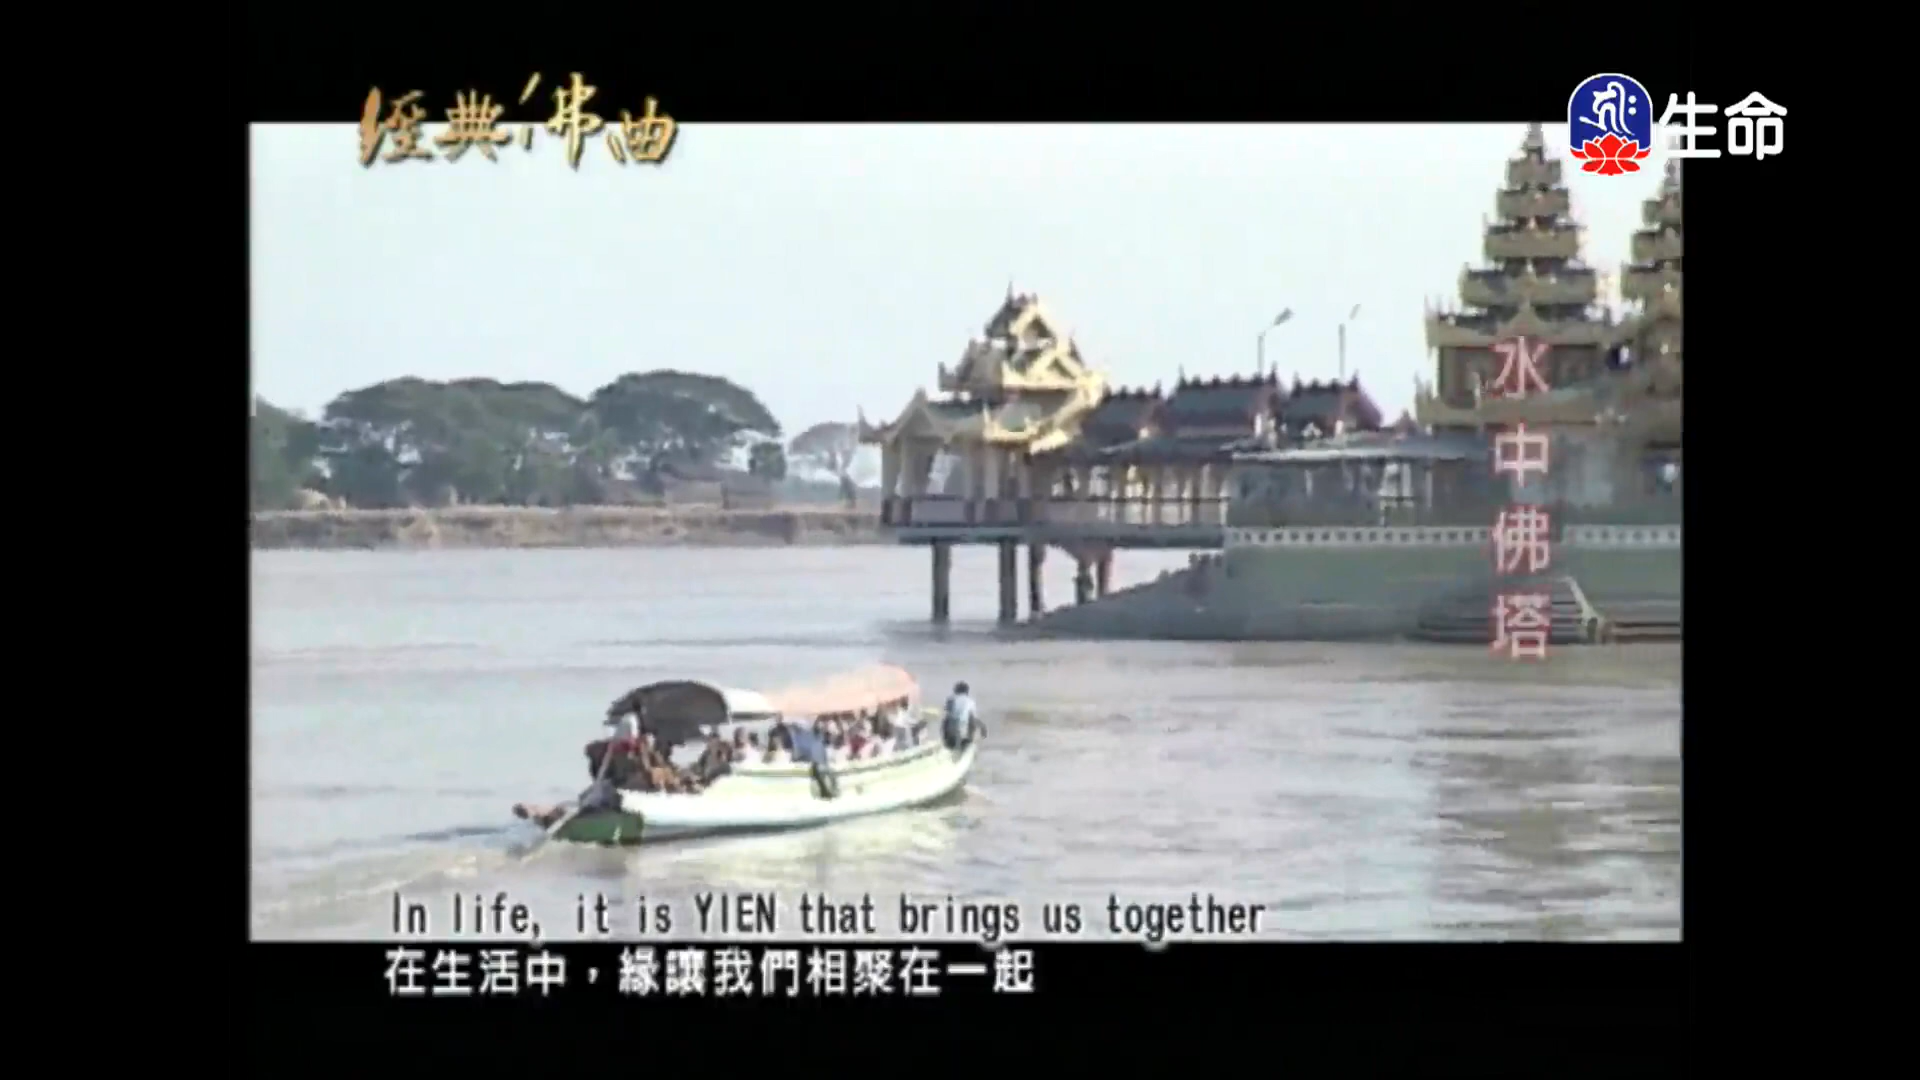 經典佛曲
生命
水中佛塔
In life, it is YIEN that brings us together
在生活中，緣讓我們相聚在一起